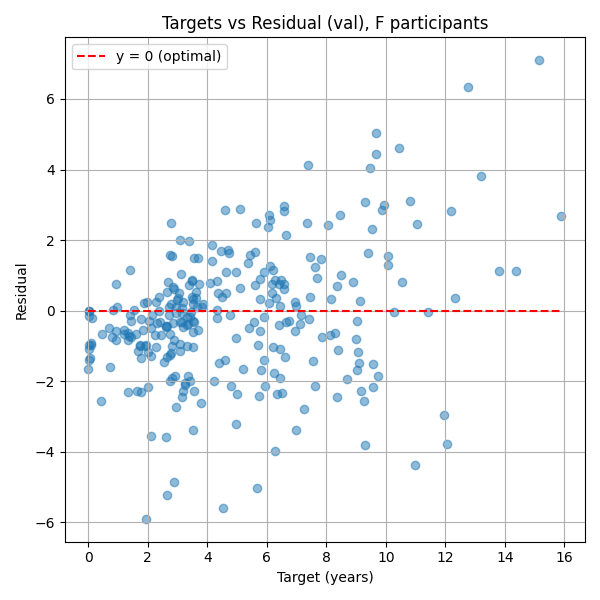 Targets vs Residual (val), F participants
y = 0 (optimal)
Residual
6
4
2
0
−2
−4
−6
0 2 4 6 8 10 12 14 16
Target (years)